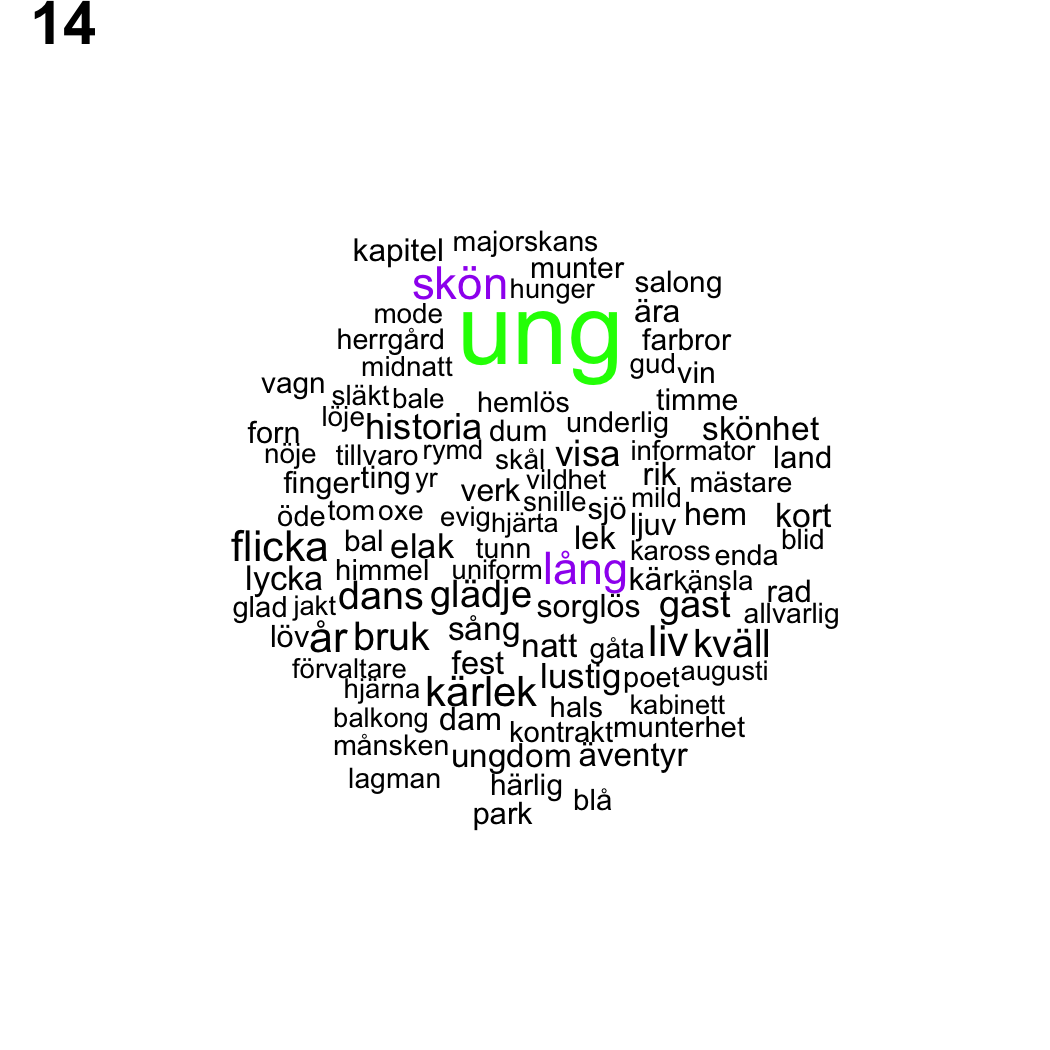 14
kapitel majorskans
skön munter
hunger salong
mode ung ära
herrgård farbror
midnatt gud vin
vagn släkt bale hemlös timme
löje historia dum underlig skönhet
forn
nöje tillvaro rymd skål visa informator land
finger ting yr verk vildhet rik mästare
öde tom oxe evig hjärta snille sjö mild ljuv hem kort
flicka bal elak tunn lek kaross enda blid
lycka himmel uniform lång kär känsla rad
glad jakt dans glädje sorglös gäst allvarlig
löv år bruk sång natt gåta liv kväll
förvaltare fest lustig poet augusti
hjärna kärlek hals kabinett
balkong dam kontrakt munterhet
månsken ungdom äventyr
lagman härlig blå
park